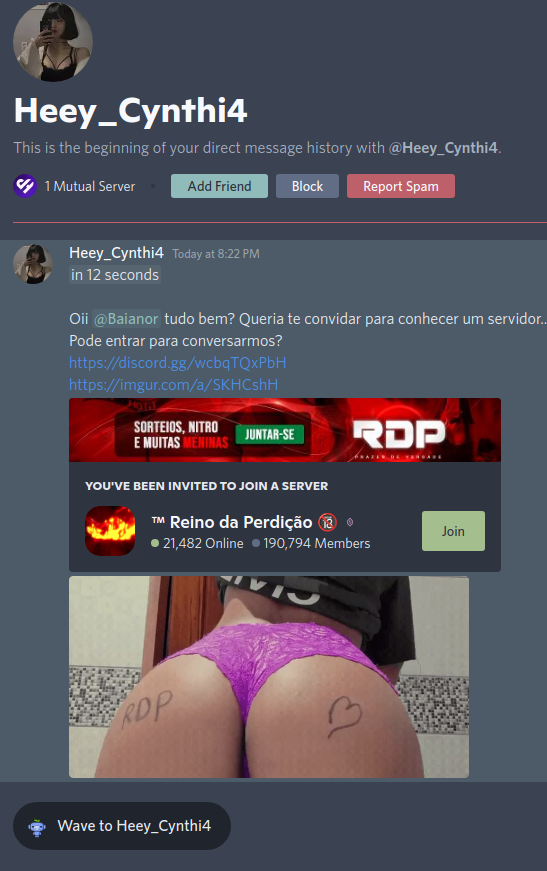 Heey_Cynthi4
This is the beginning of your direct message history with @Heey_Cynthi4.
1 Mutual Server • Add Friend Block Report Spam
Heey_Cynthi4 Today at 8:22 PM
in 12 seconds
Oii @Baianor tudo bem? Queria te convidar para conhecer um servidor..
Pode entrar para conversarmos?
https://discord.gg/wcbqTQxPbH
https://imgur.com/a/SKHCshH
SORTEIOS, NITRO
E MUITAS MENINAS
JUNTAR-SE
RDP
PRAZER DE VERDADE
YOU'VE BEEN INVITED TO JOIN A SERVER
™ Reino da Perdição 🔞
21,482 Online 190,794 Members
Join
RDP
Wave to Heey_Cynthi4